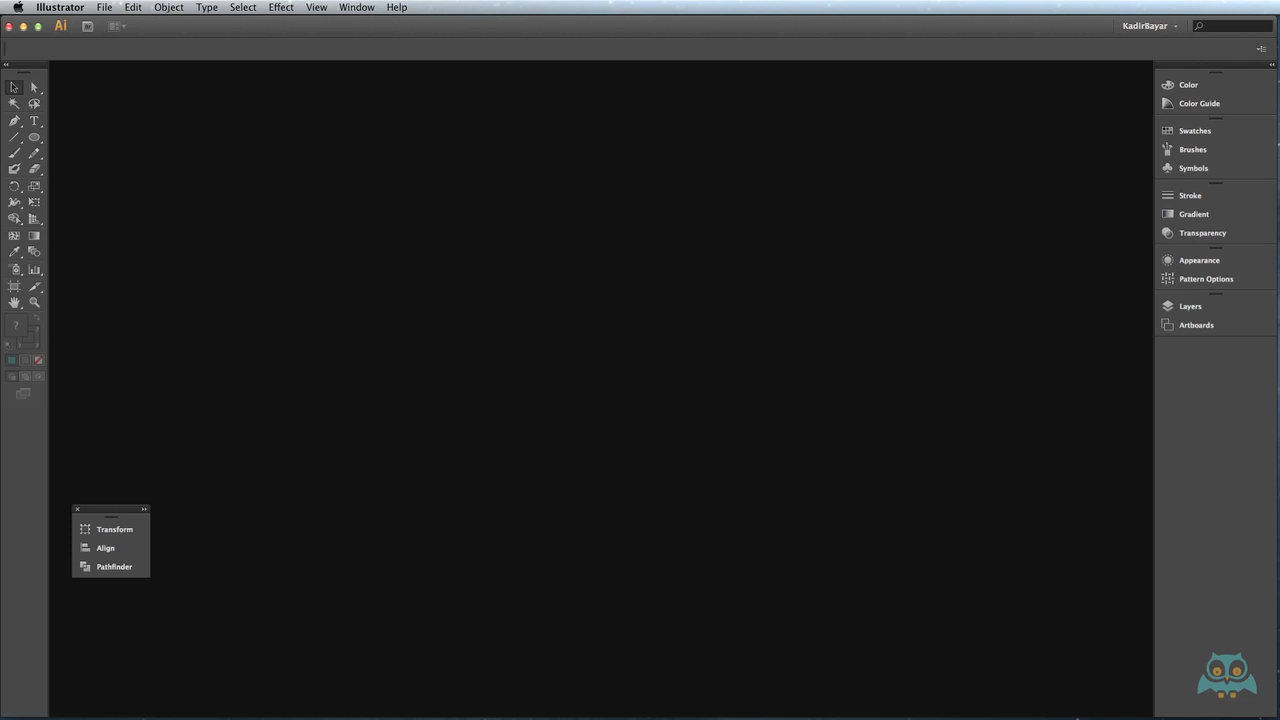 Illustrator File Edit Object Type Select Effect View Window Help
Ai Br KadirBayar
T
Color
Color Guide
Swatches
Brushes
Symbols
Stroke
Gradient
Transparency
Appearance
Pattern Options
Layers
Artboards
?
Transform
Align
Pathfinder